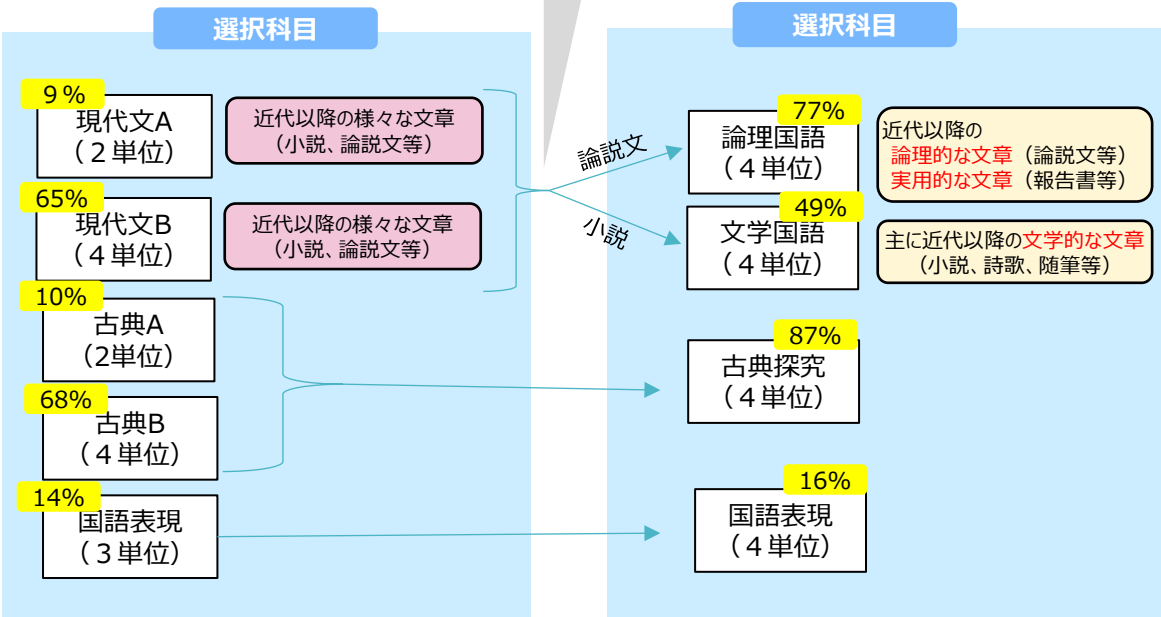 選択科目
9%
現代文A
(２単位)
近代以降の様々な文章
(小説、論説文等)
65%
現代文B
(４単位)
近代以降の様々な文章
(小説、論説文等)
10%
古典A
(2単位)
68%
古典B
(４単位)
14%
国語表現
(３単位)
論説文
小説
選択科目
77%
論理国語
(４単位)
近代以降の
論理的な文章(論説文等)
実用的な文章(報告書等)
49%
文学国語
(４単位)
主に近代以降の文学的な文章
(小説、詩歌、随筆等)
87%
古典探究
(４単位)
16%
国語表現
(４単位)